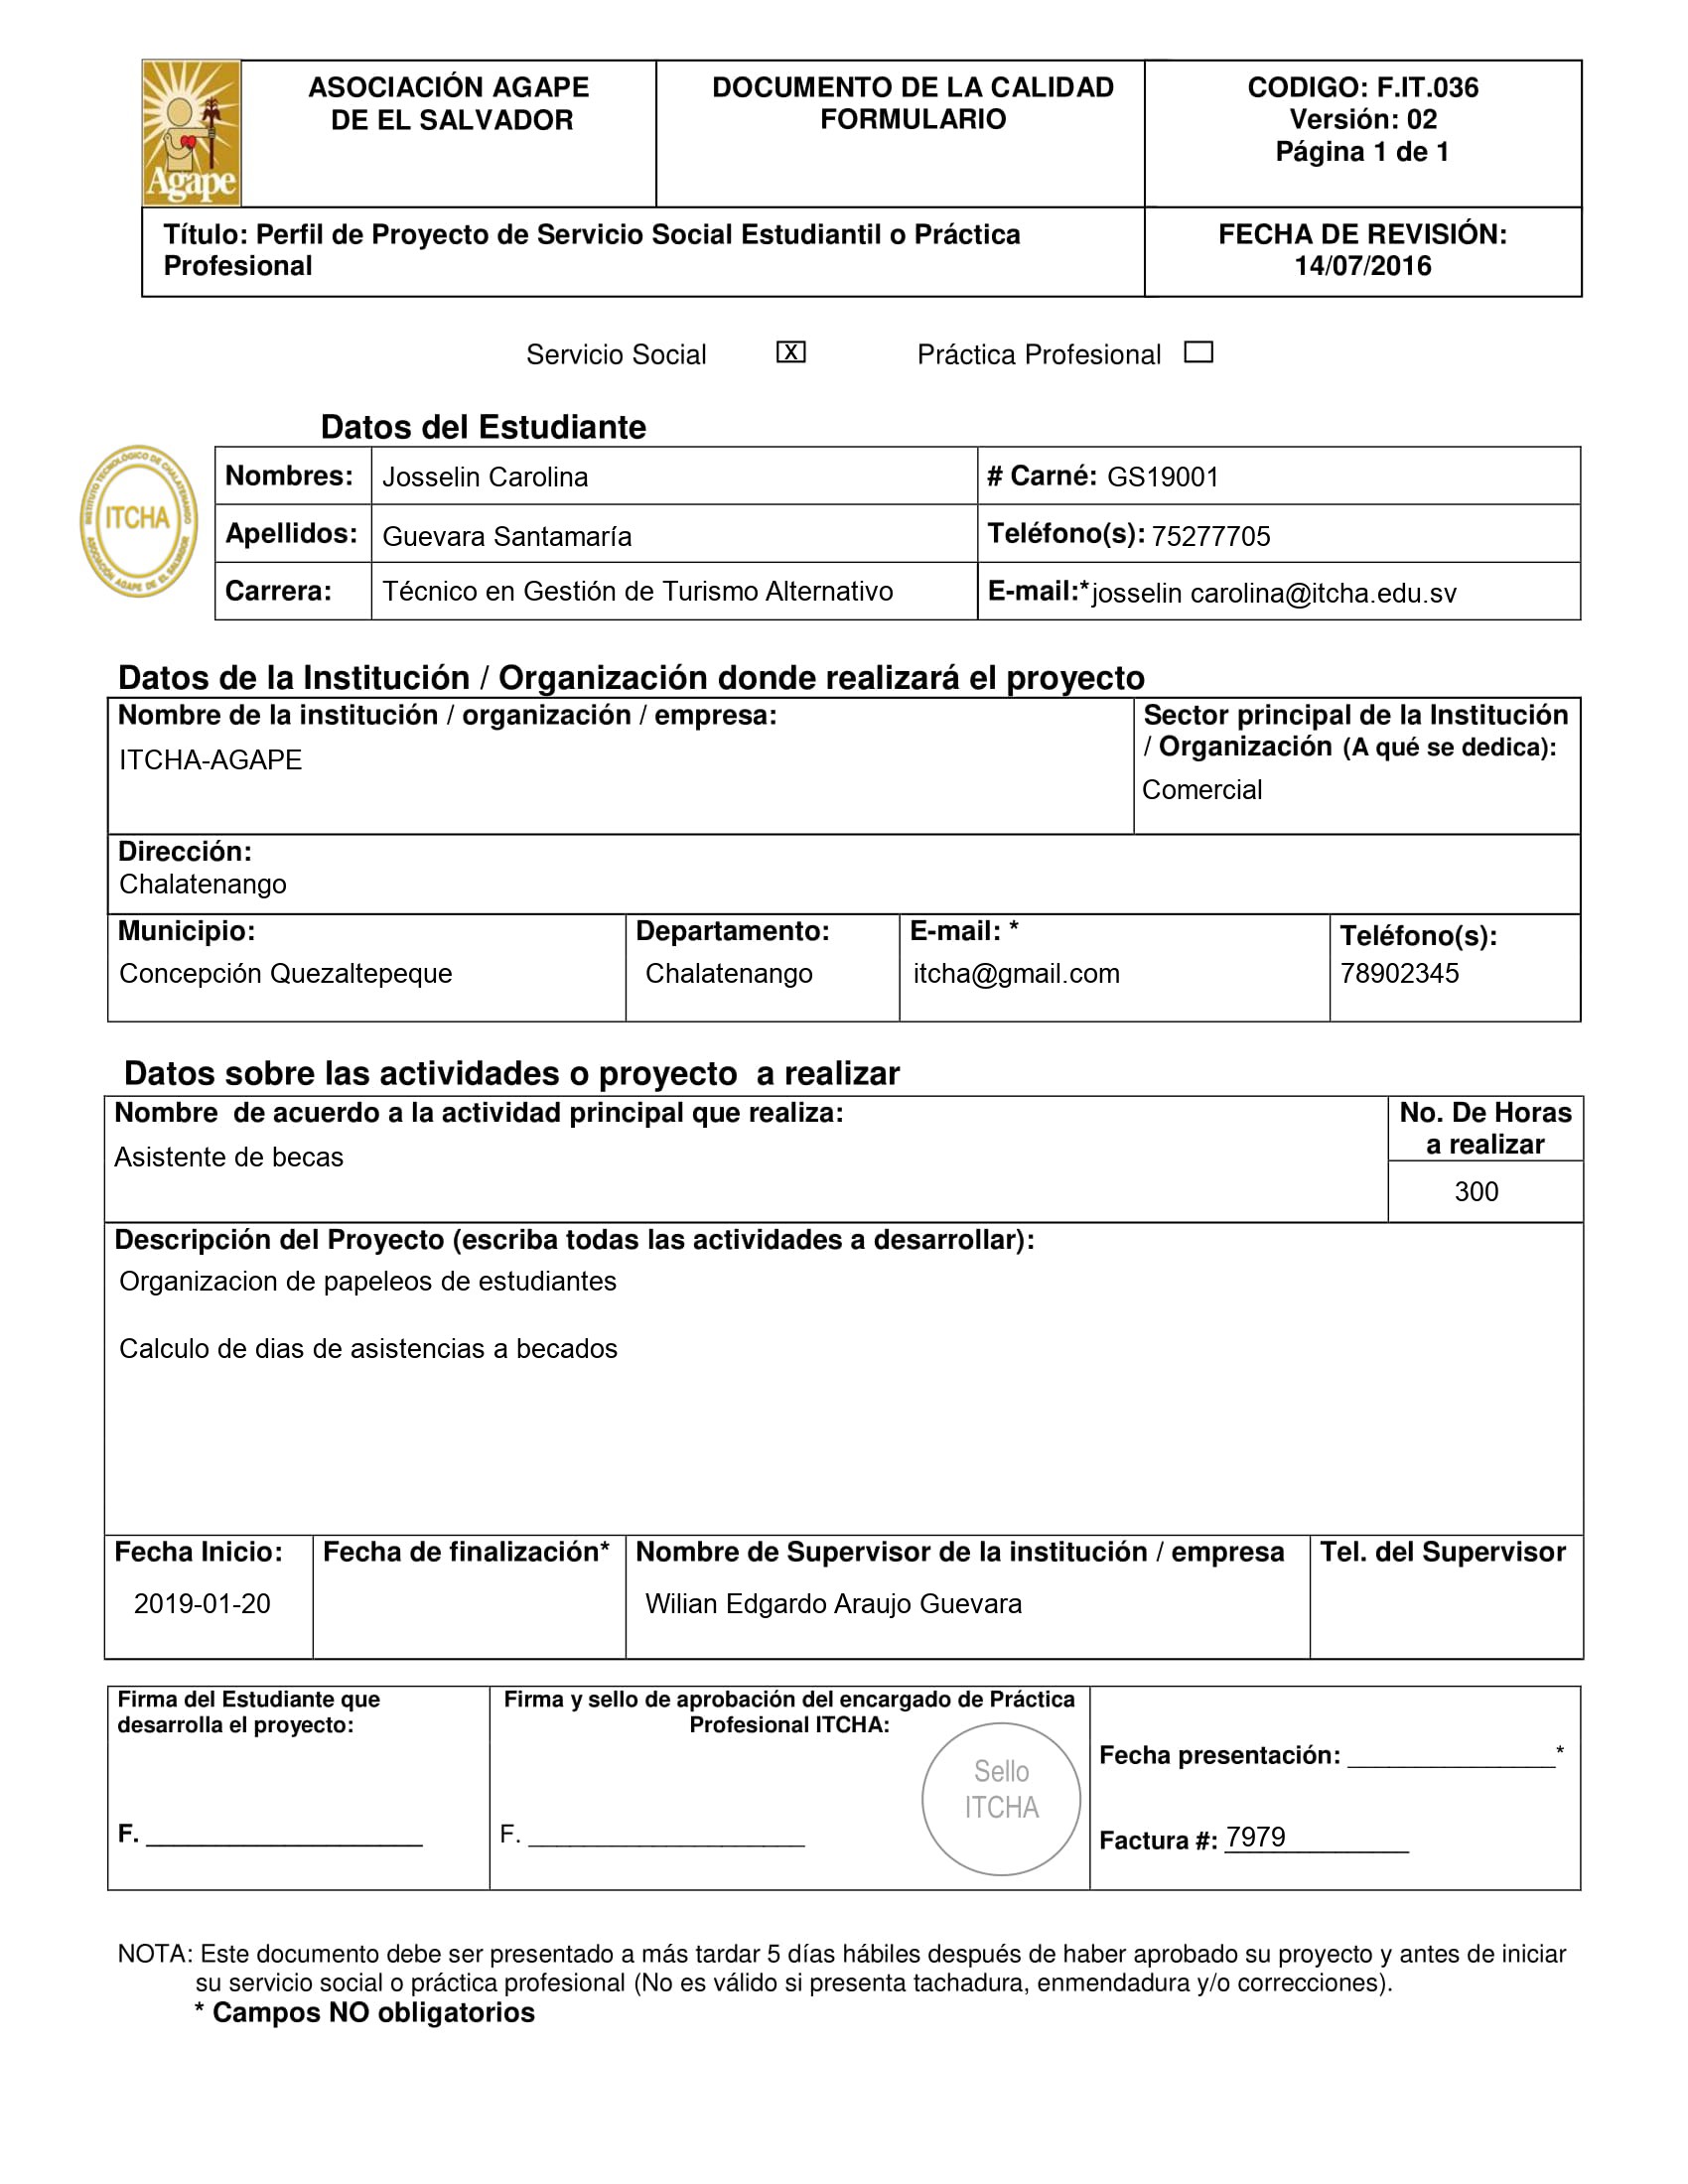 Agape
ASOCIACIÓN AGAPE
DE EL SALVADOR
DOCUMENTO DE LA CALIDAD
FORMULARIO
CODIGO: F.IT.036
Versión: 02
Página 1 de 1
Título: Perfil de Proyecto de Servicio Social Estudiantil o Práctica
Profesional
FECHA DE REVISIÓN:
14/07/2016
Servicio Social X Práctica Profesional
Datos del Estudiante
INSTITUTO TECNOLÓGICO DE CHALATENANGO
ITCHA
ASOCIACIÓN AGAPE DE EL SALVADOR
Nombres: Josselin Carolina # Carné: GS19001
Apellidos: Guevara Santamaría Teléfono(s): 75277705
Carrera: Técnico en Gestión de Turismo Alternativo E-mail:*josselin carolina@itcha.edu.sv
Datos de la Institución / Organización donde realizará el proyecto
Nombre de la institución / organización / empresa:
ITCHA-AGAPE
Sector principal de la Institución
/ Organización (A qué se dedica):
Comercial
Dirección:
Chalatenango
Municipio:
Concepción Quezaltepeque
Departamento:
Chalatenango
E-mail: *
itcha@gmail.com
Teléfono(s):
78902345
Datos sobre las actividades o proyecto a realizar
Nombre de acuerdo a la actividad principal que realiza:
Asistente de becas
No. De Horas
a realizar
300
Descripción del Proyecto (escriba todas las actividades a desarrollar):
Organizacion de papeleos de estudiantes
Calculo de dias de asistencias a becados
Fecha Inicio:
2019-01-20
Fecha de finalización*
Nombre de Supervisor de la institución / empresa
Wilian Edgardo Araujo Guevara
Tel. del Supervisor
Firma del Estudiante que
desarrolla el proyecto:
F. ____________________
Firma y sello de aprobación del encargado de Práctica
Profesional ITCHA:
F. ____________________
Sello
ITCHA
Fecha presentación: _______________*
Factura #: 7979
NOTA: Este documento debe ser presentado a más tardar 5 días hábiles después de haber aprobado su proyecto y antes de iniciar
su servicio social o práctica profesional (No es válido si presenta tachadura, enmendadura y/o correcciones).
* Campos NO obligatorios